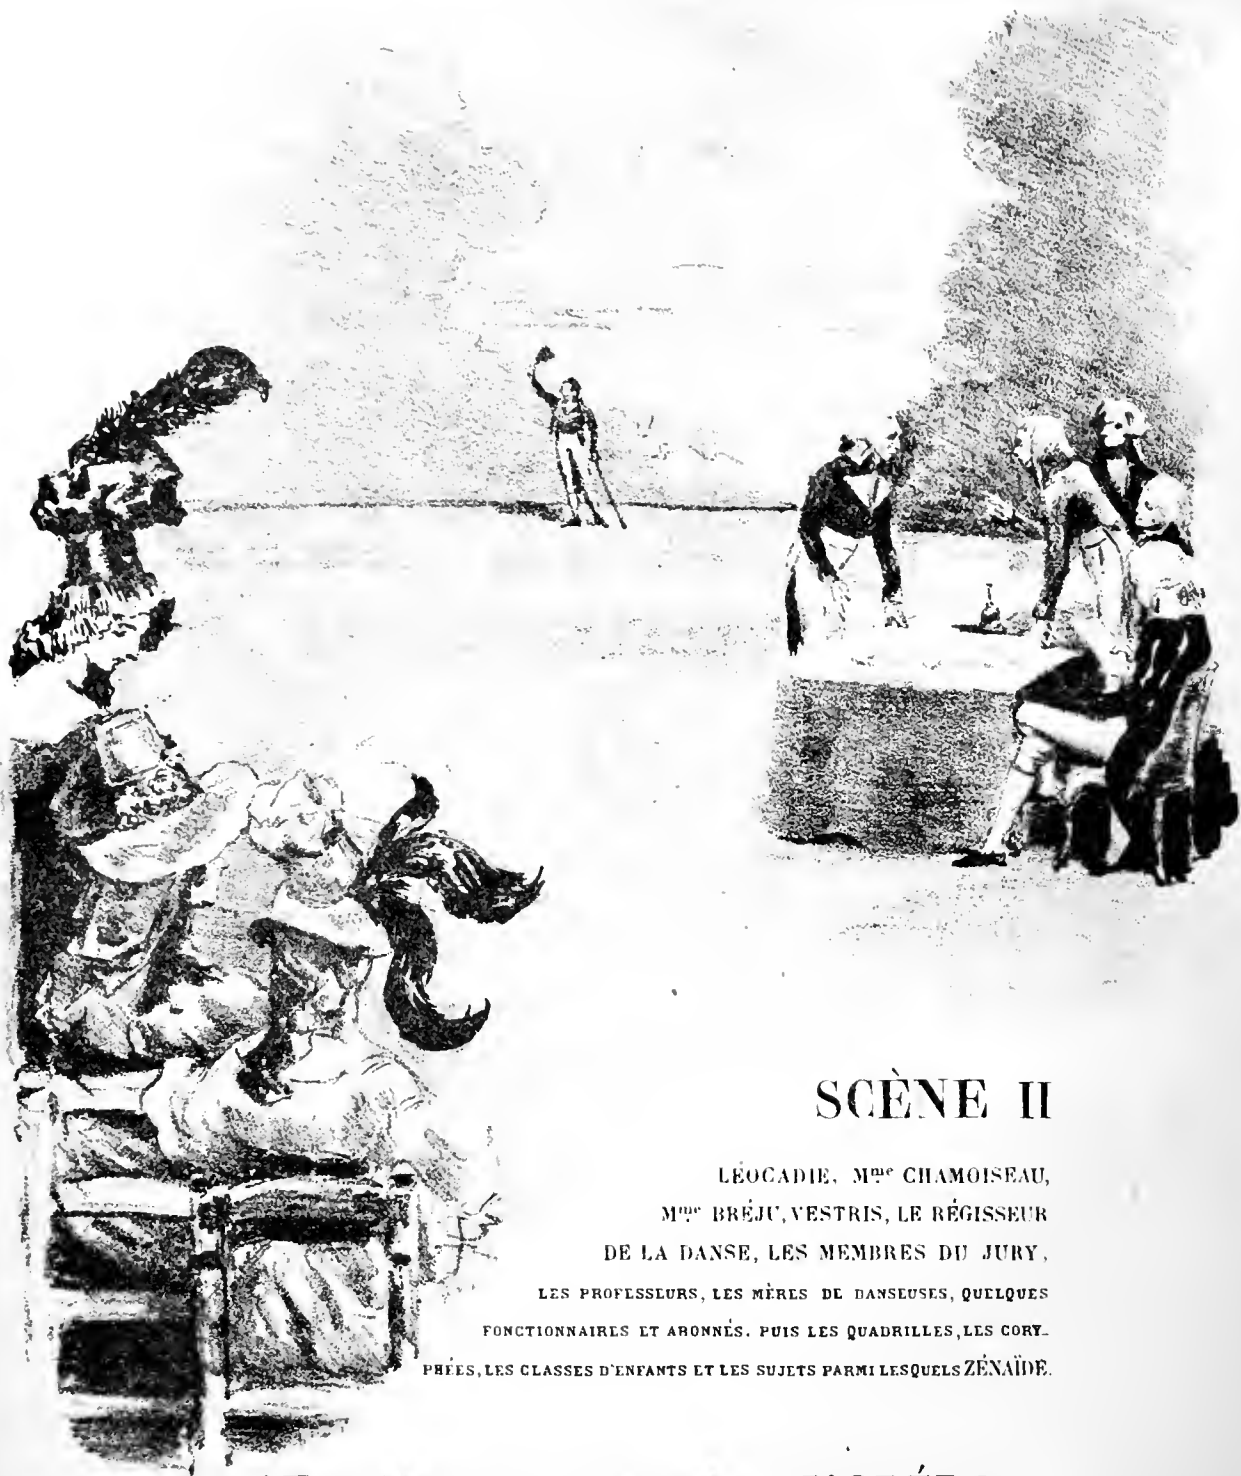 SCÈNE II
LÉOCADIE, Mme CHAMOISEAU,
Mme BRÉJU, VESTRIS, LE RÉGISSEUR
DE LA DANSE, LES MEMBRES DU JURY,
LES PROFESSEURS, LES MÈRES DE DANSEUSES, QUELQUES
FONCTIONNAIRES ET ABONNÉS. PUIS LES QUADRILLES, LES CORY-
PHÉES, LES CLASSES D'ENFANTS ET LES SUJETS PARMI LESQUELS ZÉNAÏDE.